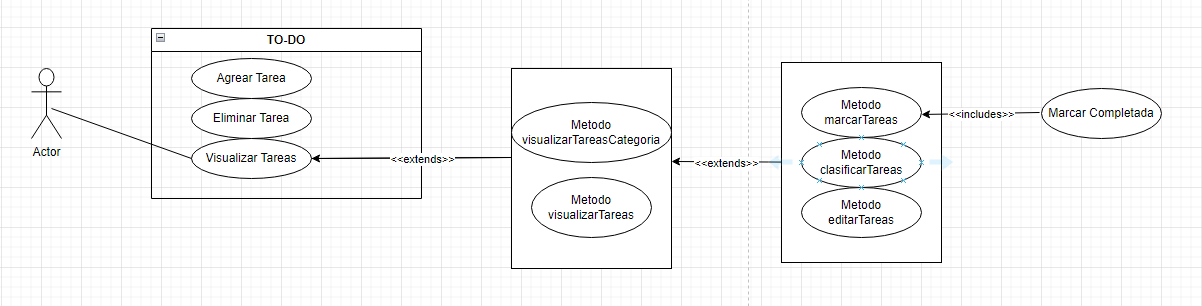 TO-DO
Agrear Tarea
Eliminar Tarea
Visualizar Tareas
Actor
<<extends>>
Metodo
visualizarTareasCategoria
Metodo
visualizarTareas
<<extends>>
Metodo
marcarTareas
Metodo
clasificarTareas
Metodo
editarTareas
<<includes>>
Marcar Completada